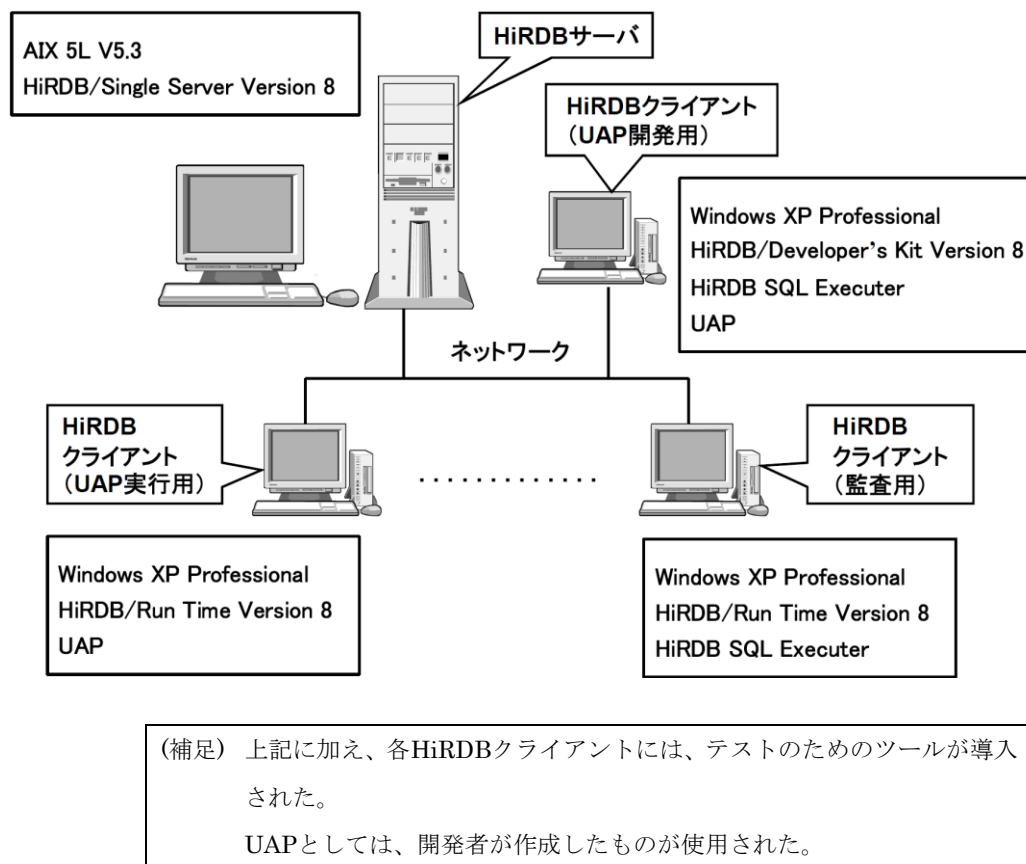 AIX 5L V5.3
HiRDB/Single Server Version 8
HiRDBサーバ
HiRDBクライアント
（UAP開発用）
Windows XP Professional
HiRDB/Developer’s Kit Version 8
HiRDB SQL Executer
UAP
ネットワーク
HiRDB
クライアント
（UAP実行用）
HiRDB
クライアント
（監査用）
Windows XP Professional
HiRDB/Run Time Version 8
UAP
Windows XP Professional
HiRDB/Run Time Version 8
HiRDB SQL Executer
(補足) 上記に加え、各HiRDBクライアントには、テストのためのツールが導入
された。
UAPとしては、開発者が作成したものが使用された。